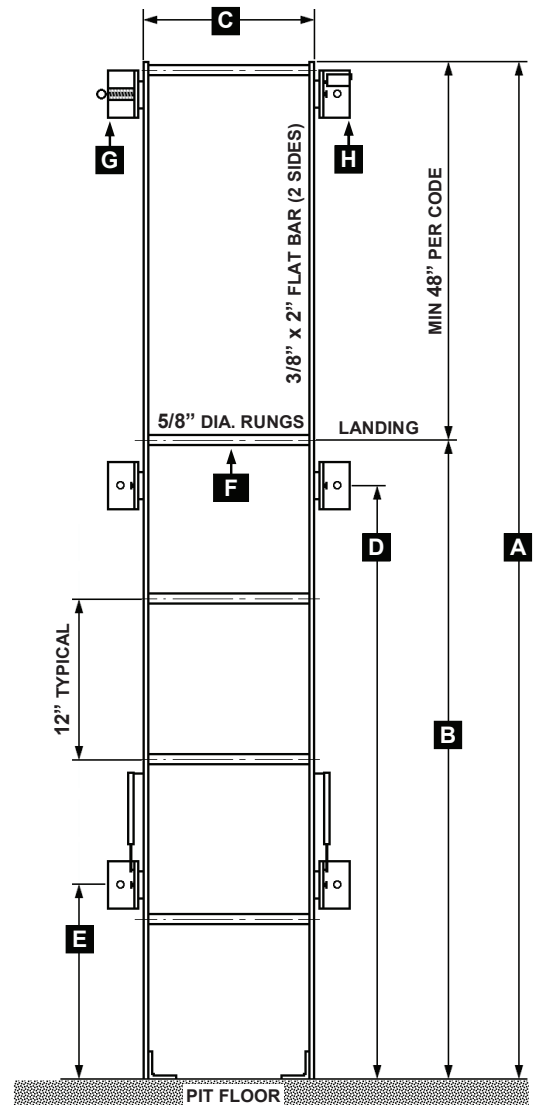 C
G
H
3/8” x 2” FLAT BAR (2 SIDES)
MIN 48” PER CODE
5/8” DIA. RUNGS
LANDING
F
D
A
12” TYPICAL
B
E
PIT FLOOR